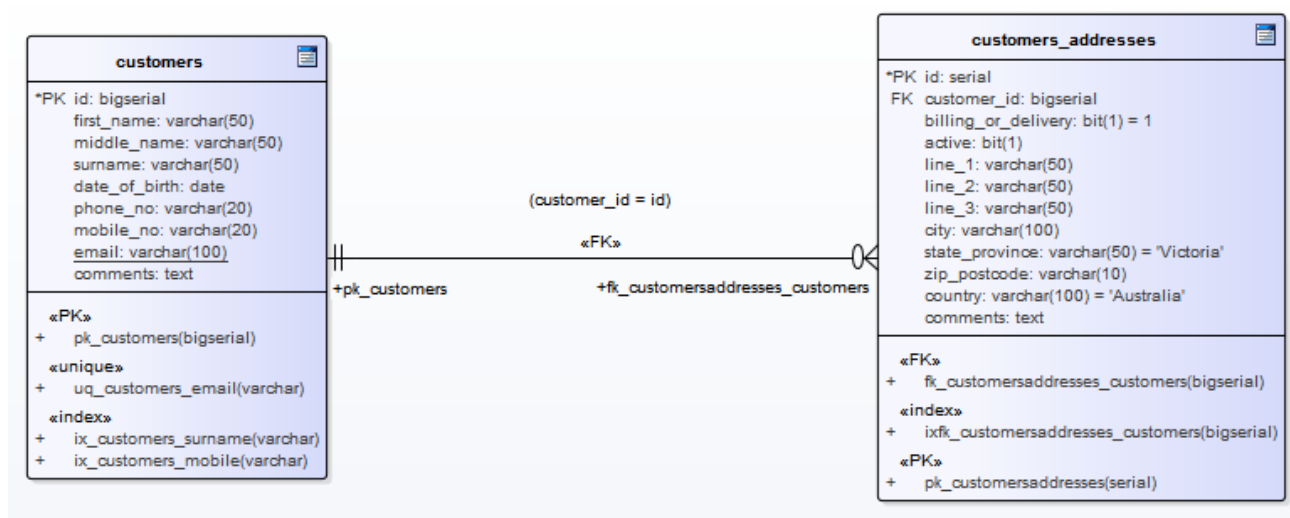 customers
*PK id: bigserial
first_name: varchar(50)
middle_name: varchar(50)
surname: varchar(50)
date_of_birth: date
phone_no: varchar(20)
mobile_no: varchar(20)
email: varchar(100)
comments: text
«PK»
+ pk_customers(bigserial)
«unique»
+ uq_customers_email(varchar)
«index»
+ ix_customers_surname(varchar)
+ ix_customers_mobile(varchar)
(customer_id = id)
«FK»
+pk_customers
+fk_customersaddresses_customers
customers_addresses
*PK id: serial
FK customer_id: bigserial
billing_or_delivery: bit(1) = 1
active: bit(1)
line_1: varchar(50)
line_2: varchar(50)
line_3: varchar(50)
city: varchar(100)
state_province: varchar(50) = 'Victoria'
zip_postcode: varchar(10)
country: varchar(100) = 'Australia'
comments: text
«FK»
+ fk_customersaddresses_customers(bigserial)
«index»
+ ixfk_customersaddresses_customers(bigserial)
«PK»
+ pk_customersaddresses(serial)